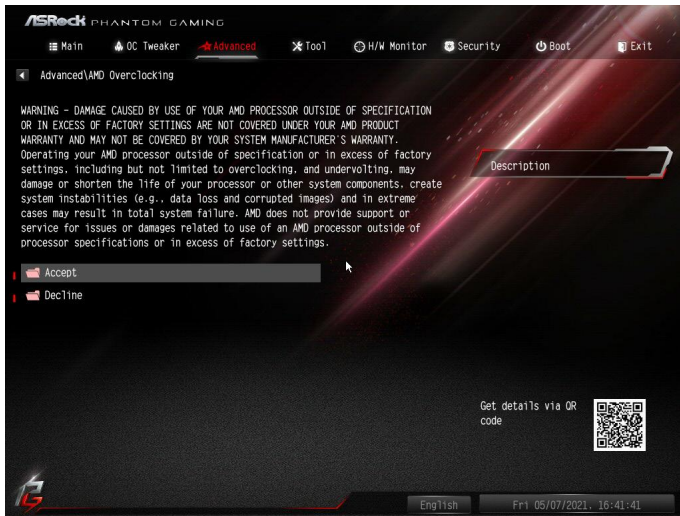 ASRock PHANTOM GAMING
Main OC Tweaker Advanced Tool H/W Monitor Security Boot Exit
Advanced\AMD Overclocking
WARNING - DAMAGE CAUSED BY USE OF YOUR AMD PROCESSOR OUTSIDE OF SPECIFICATION
OR IN EXCESS OF FACTORY SETTINGS ARE NOT COVERED UNDER YOUR AMD PRODUCT
WARRANTY AND MAY NOT BE COVERED BY YOUR SYSTEM MANUFACTURER'S WARRANTY.
Operating your AMD processor outside of specification or in excess of factory
settings, including but not limited to overclocking, and undervolting, may
damage or shorten the life of your processor or other system components, create
system instabilities (e.g., data loss and corrupted images) and in extreme
cases may result in total system failure. AMD does not provide support or
service for issues or damages related to use of an AMD processor outside of
processor specifications or in excess of factory settings.
Description
Accept
Decline
Get details via QR
code
English Fri 05/07/2021, 16:41:41